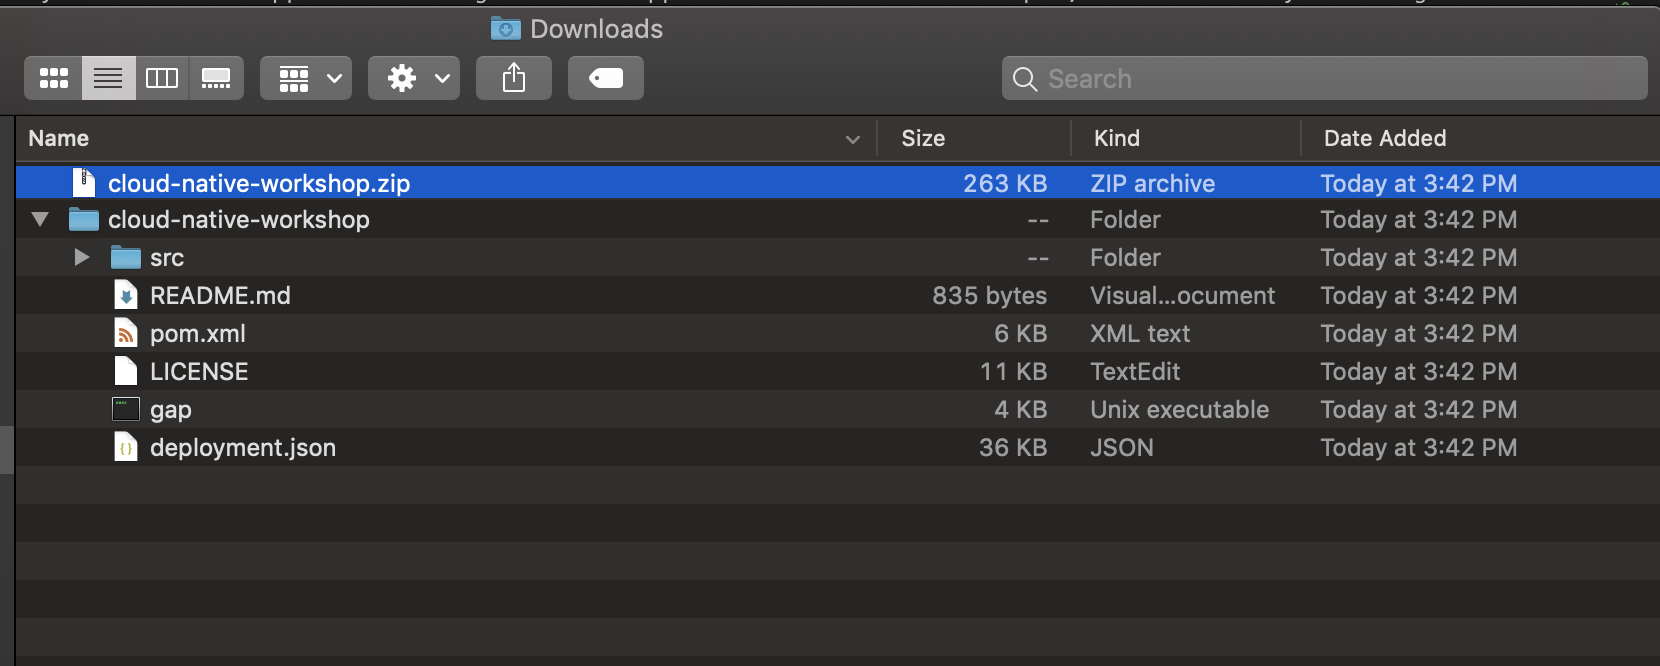 Downloads
Search
Name Size Kind Date Added
cloud-native-workshop.zip 263 KB ZIP archive Today at 3:42 PM
cloud-native-workshop -- Folder Today at 3:42 PM
src -- Folder Today at 3:42 PM
README.md 835 bytes Visual...ocument Today at 3:42 PM
pom.xml 6 KB XML text Today at 3:42 PM
LICENSE 11 KB TextEdit Today at 3:42 PM
gap 4 KB Unix executable Today at 3:42 PM
deployment.json 36 KB JSON Today at 3:42 PM